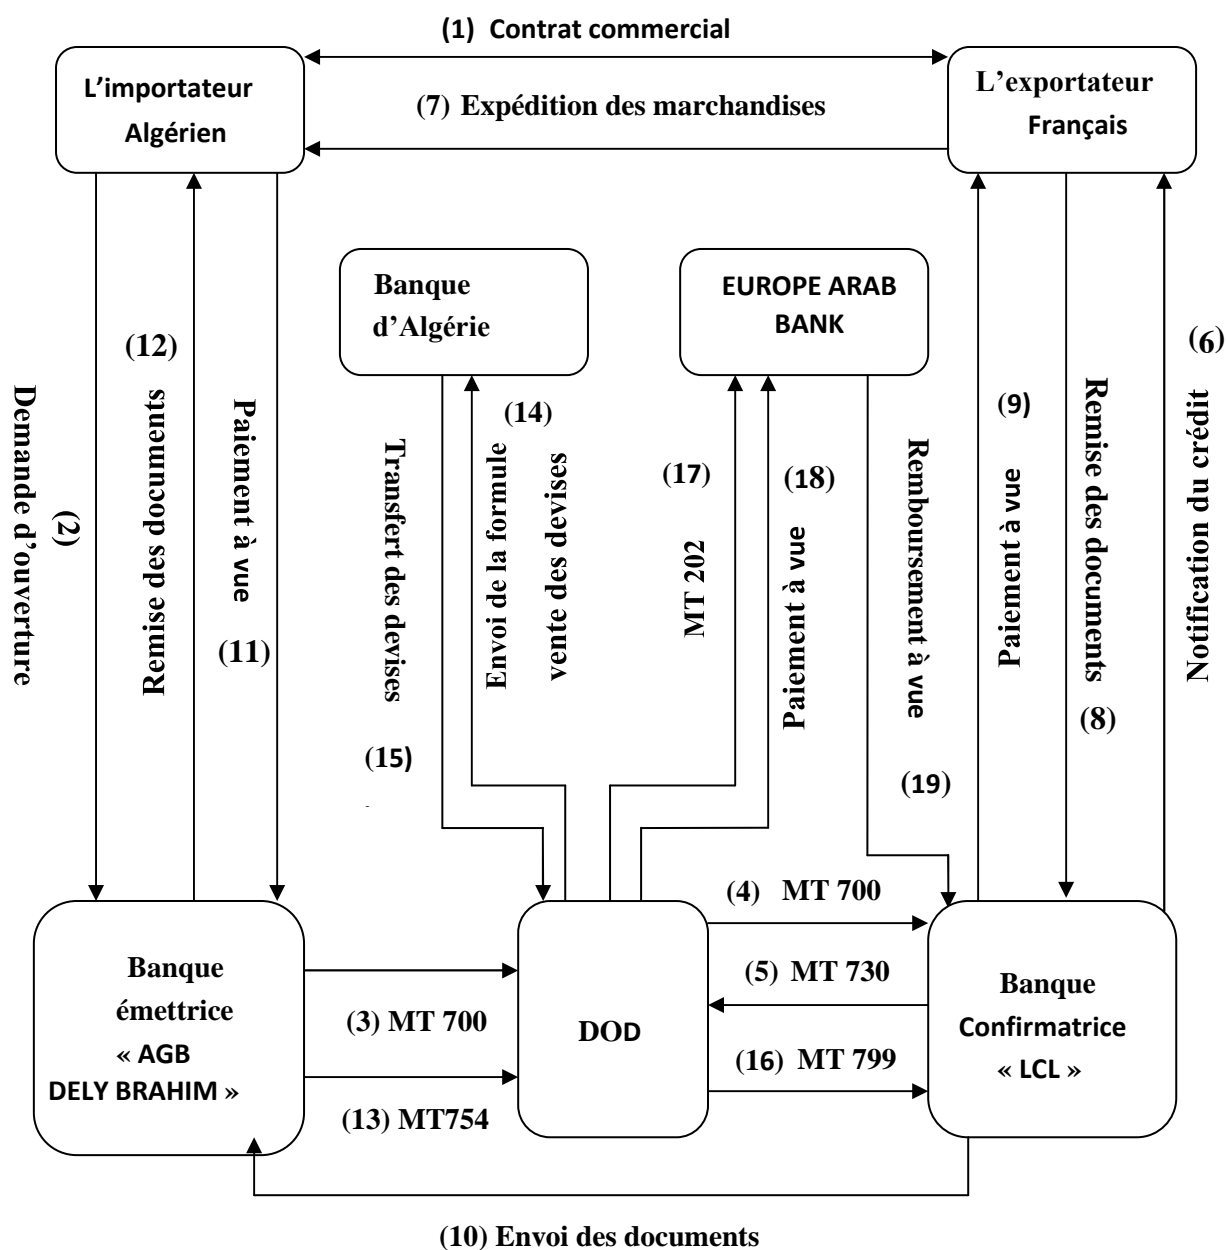 (1) Contrat commercial
L'importateur
Algérien
L'exportateur
Français
(7) Expédition des marchandises
Banque
d'Algérie
EUROPE ARAB
BANK
Demande d'ouverture
(2)
(12)
Remise des documents
Paiement à vue
(11)
Transfert des devises
(15)
(14)
Envoi de la formule
vente des devises
(17)
MT 202
(18)
Paiement à vue
Remboursement à vue
(19)
(9)
Paiement à vue
Remise des documents
(8)
(6)
Notification du crédit
Banque
émettrice
« AGB
DELY BRAHIM »
(3) MT 700
(13) MT754
DOD
(4) MT 700
(5) MT 730
(16) MT 799
Banque
Confirmatrice
« LCL »
(10) Envoi des documents